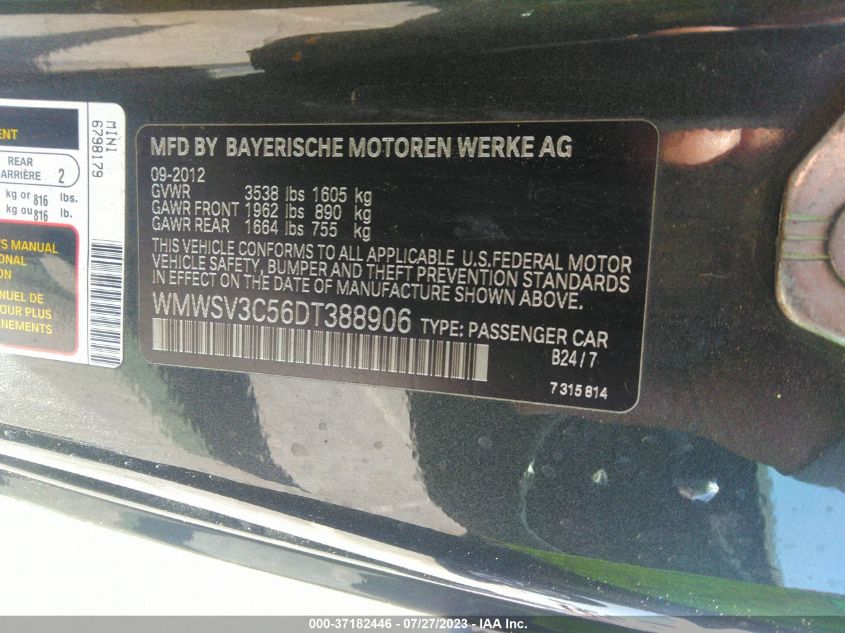 ENT
REAR
ARRIÈRE 2
kg or 816 lbs.
kg ou 816 lb.
'S MANUAL
ONAL
ION
NUEL DE
NEMENTS.
MINI
6798179
MFD BY BAYERISCHE MOTOREN WERKE AG
09-2012
GVWR 3538 lbs 1605 kg
GAWR FRONT 1962 lbs 890 kg
GAWR REAR 1664 lbs 755 kg
THIS VEHICLE CONFORMS TO ALL APPLICABLE U.S.FEDERAL MOTOR
VEHICLE SAFETY, BUMPER AND THEFT PREVENTION STANDARDS
IN EFFECT ON THE DATE OF MANUFACTURE SHOWN ABOVE.
WMWSV3C56DT388906 TYPE: PASSENGER CAR
B24/7
7 315 814
000-37182446 - 07/27/2023 - IAA Inc.